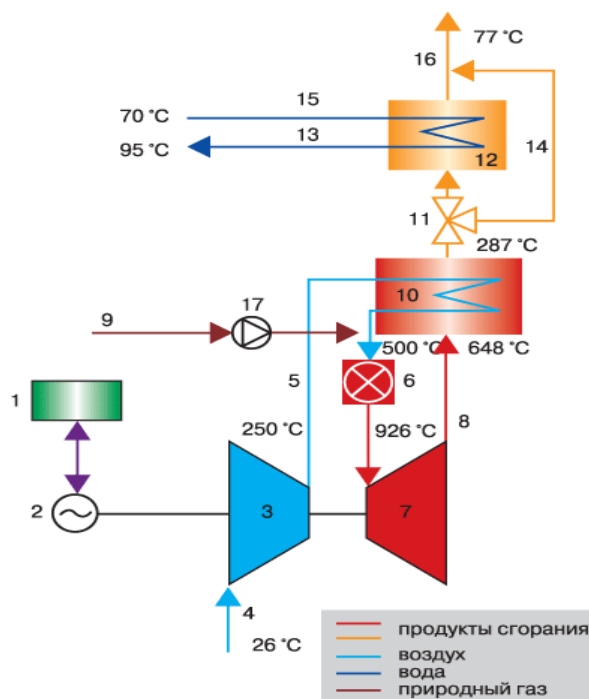 77 °C
16
15
70 °C
13
14
95 °C
12
11
287 °C
10
9
17
500 °C
648 °C
6
1
5
250 °C
926 °C
8
2
3
7
4
26 °C
продукты сгорания
воздух
вода
природный газ